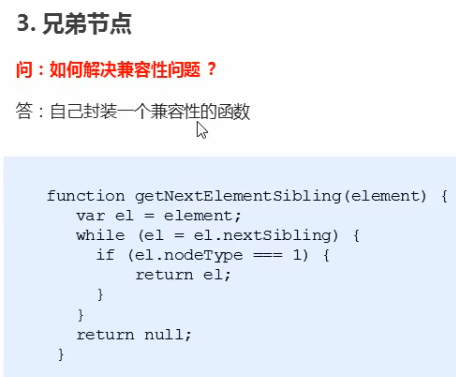 3. 兄弟节点
问：如何解决兼容性问题 ？
答：自己封装一个兼容性的函数
function getNextElementSibling(element) {
var el = element;
while (el = el.nextSibling) {
if (el.nodeType === 1) {
return el;
}
}
return null;
}